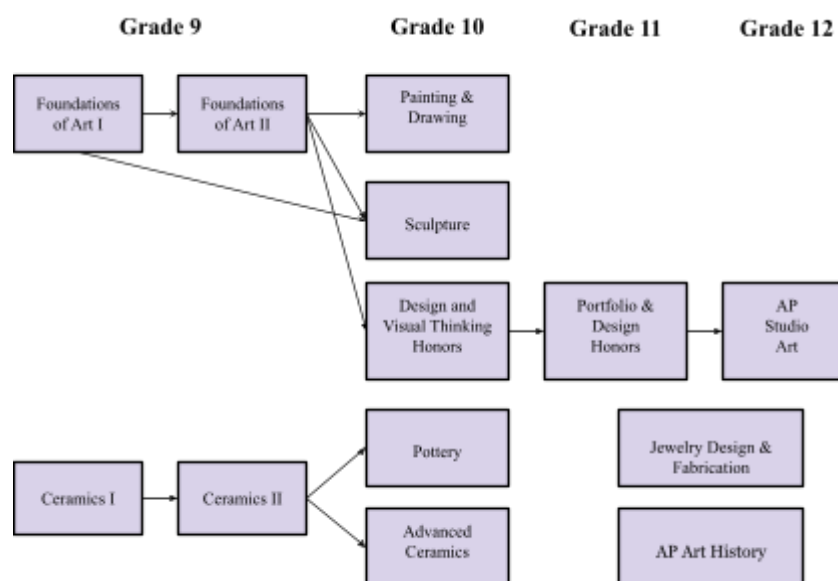 Grade 9
Grade 10
Grade 11
Grade 12
Foundations
of Art I
Foundations
of Art II
Painting &
Drawing
Sculpture
Design and
Visual Thinking
Honors
Portfolio &
Design
Honors
AP
Studio
Art
Pottery
Jewelry Design &
Fabrication
Ceramics I
Ceramics II
Advanced
Ceramics
AP Art History